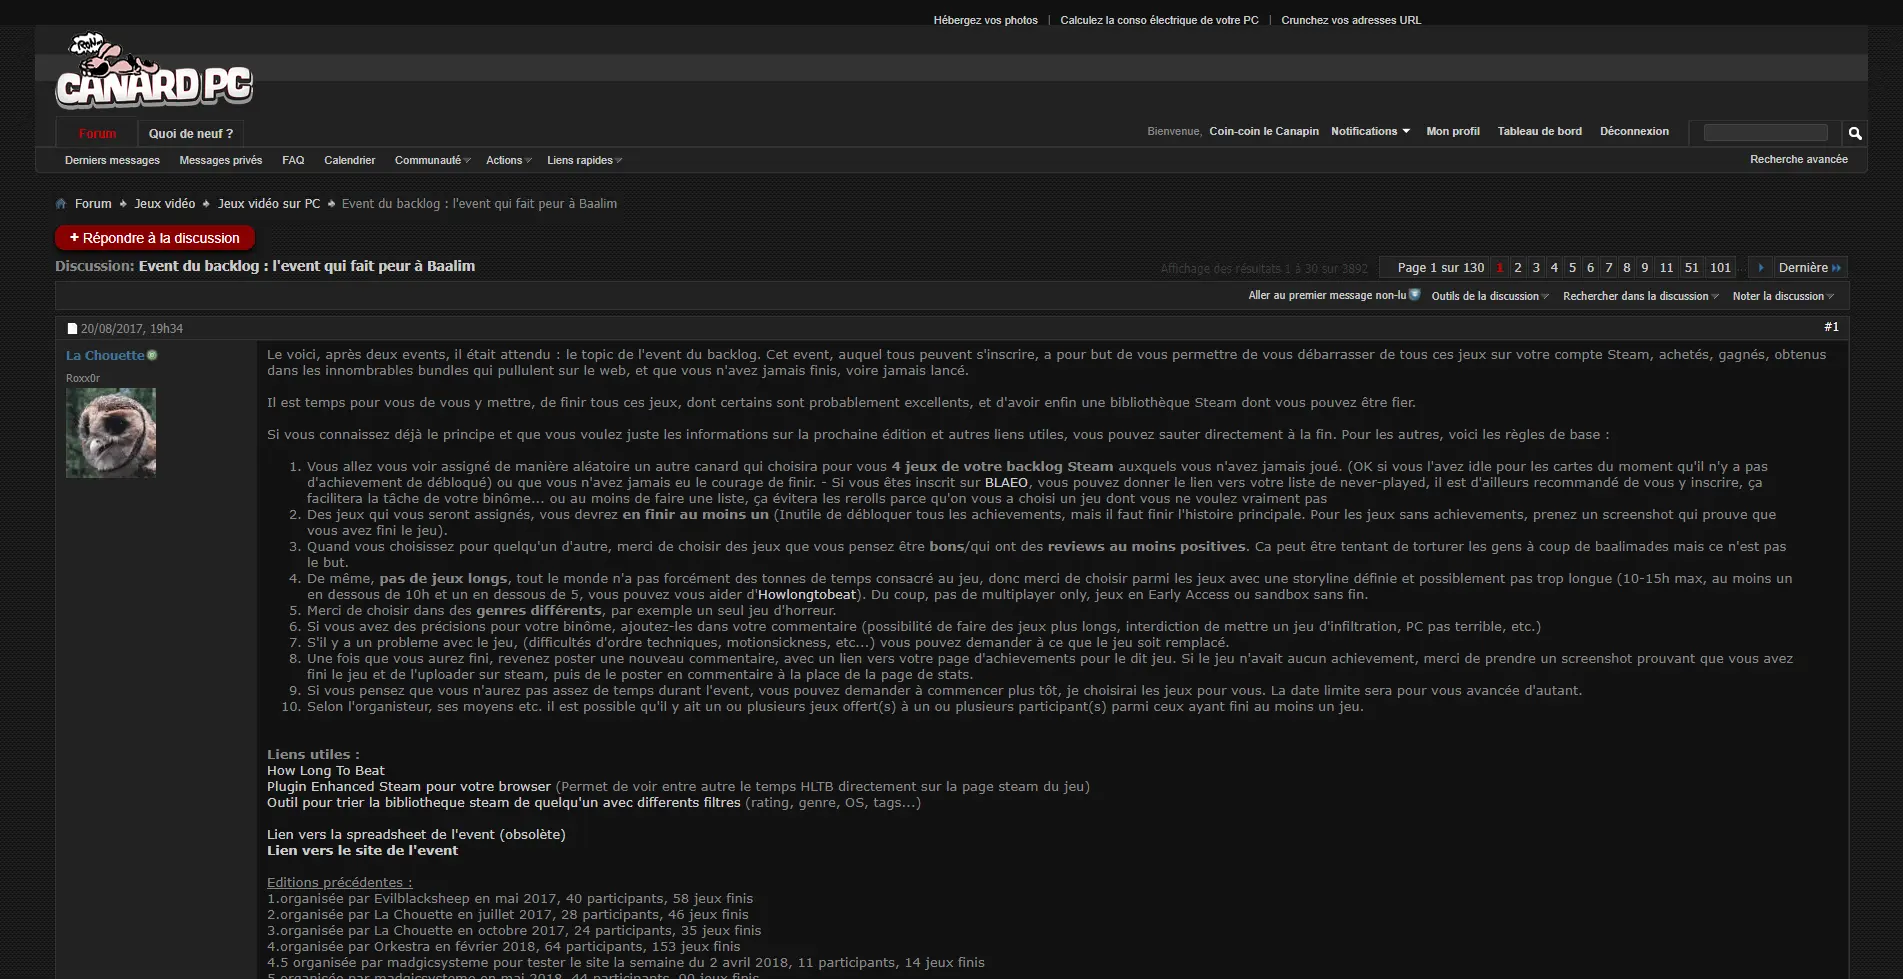 Hébergez vos photos | Calculez la conso électrique de votre PC | Crunchez vos adresses URL
CANARD PC
Forum Quoi de neuf ?
Bienvenue, Coin-coin le Canapin Notifications Mon profil Tableau de bord Déconnexion
Derniers messages Messages privés FAQ Calendrier Communauté Actions Liens rapides
Recherche avancée
Forum Jeux vidéo Jeux vidéo sur PC Event du backlog : l'event qui fait peur à Baalim
+ Répondre à la discussion
Discussion: Event du backlog : l'event qui fait peur à Baalim
Affichage des résultats 1 à 30 sur 3892
Page 1 sur 130 1 2 3 4 5 6 7 8 9 11 51 101 ... Dernière
Aller au premier message non-lu Outils de la discussion Rechercher dans la discussion Noter la discussion
20/08/2017, 19h34 #1
La Chouette
Roxx0r
Le voici, après deux events, il était attendu : le topic de l'event du backlog. Cet event, auquel tous peuvent s'inscrire, a pour but de vous permettre de vous débarrasser de tous ces jeux sur votre compte Steam, achetés, gagnés, obtenus
dans les innombrables bundles qui pullulent sur le web, et que vous n'avez jamais finis, voire jamais lancé.
Il est temps pour vous de vous y mettre, de finir tous ces jeux, dont certains sont probablement excellents, et d'avoir enfin une bibliothèque Steam dont vous pouvez être fier.
Si vous connaissez déjà le principe et que vous voulez juste les informations sur la prochaine édition et autres liens utiles, vous pouvez sauter directement à la fin. Pour les autres, voici les règles de base :
1. Vous allez vous voir assigné de manière aléatoire un autre canard qui choisira pour vous 4 jeux de votre backlog Steam auxquels vous n'avez jamais joué. (OK si vous l'avez idle pour les cartes du moment qu'il n'y a pas
d'achievement de débloqué) ou que vous n'avez jamais eu le courage de finir. - Si vous êtes inscrit sur BLAEO, vous pouvez donner le lien vers votre liste de never-played, il est d'ailleurs recommandé de vous y inscrire, ça
facilitera la tâche de votre binôme... ou au moins de faire une liste, ça évitera les rerolls parce qu'on vous a choisi un jeu dont vous ne voulez vraiment pas
2. Des jeux qui vous seront assignés, vous devrez en finir au moins un (Inutile de débloquer tous les achievements, mais il faut finir l'histoire principale. Pour les jeux sans achievements, prenez un screenshot qui prouve que
vous avez fini le jeu).
3. Quand vous choisissez pour quelqu'un d'autre, merci de choisir des jeux que vous pensez être bons/qui ont des reviews au moins positives. Ca peut être tentant de torturer les gens à coup de baalimades mais ce n'est pas
le but.
4. De même, pas de jeux longs, tout le monde n'a pas forcément des tonnes de temps consacré au jeu, donc merci de choisir parmi les jeux avec une storyline définie et possiblement pas trop longue (10-15h max, au moins un
en dessous de 10h et un en dessous de 5, vous pouvez vous aider d'Howlongtobeat). Du coup, pas de multiplayer only, jeux en Early Access ou sandbox sans fin.
5. Merci de choisir dans des genres différents, par exemple un seul jeu d'horreur.
6. Si vous avez des précisions pour votre binôme, ajoutez-les dans votre commentaire (possibilité de faire des jeux plus longs, interdiction de mettre un jeu d'infiltration, PC pas terrible, etc.)
7. S'il y a un probleme avec le jeu, (difficultés d'ordre techniques, motionsickness, etc...) vous pouvez demander à ce que le jeu soit remplacé.
8. Une fois que vous aurez fini, revenez poster une nouveau commentaire, avec un lien vers votre page d'achievements pour le dit jeu. Si le jeu n'avait aucun achievement, merci de prendre un screenshot prouvant que vous avez
fini le jeu et de l'uploader sur steam, puis de le poster en commentaire à la place de la page de stats.
9. Si vous pensez que vous n'aurez pas assez de temps durant l'event, vous pouvez demander à commencer plus tôt, je choisirai les jeux pour vous. La date limite sera pour vous avancée d'autant.
10. Selon l'organisteur, ses moyens etc. il est possible qu'il y ait un ou plusieurs jeux offert(s) à un ou plusieurs participant(s) parmi ceux ayant fini au moins un jeu.
Liens utiles :
How Long To Beat
Plugin Enhanced Steam pour votre browser (Permet de voir entre autre le temps HLTB directement sur la page steam du jeu)
Outil pour trier la bibliotheque steam de quelqu'un avec differents filtres (rating, genre, OS, tags...)
Lien vers la spreadsheet de l'event (obsolète)
Lien vers le site de l'event
Editions précédentes :
1.organisée par Evilblacksheep en mai 2017, 40 participants, 58 jeux finis
2.organisée par La Chouette en juillet 2017, 28 participants, 46 jeux finis
3.organisée par La Chouette en octobre 2017, 24 participants, 35 jeux finis
4.organisée par Orkestra en février 2018, 64 participants, 153 jeux finis
4.5 organisée par madgicsysteme pour tester le site la semaine du 2 avril 2018, 11 participants, 14 jeux finis
5.organisée par madgicsysteme en mai 2018, 44 participants, 90 jeux finis